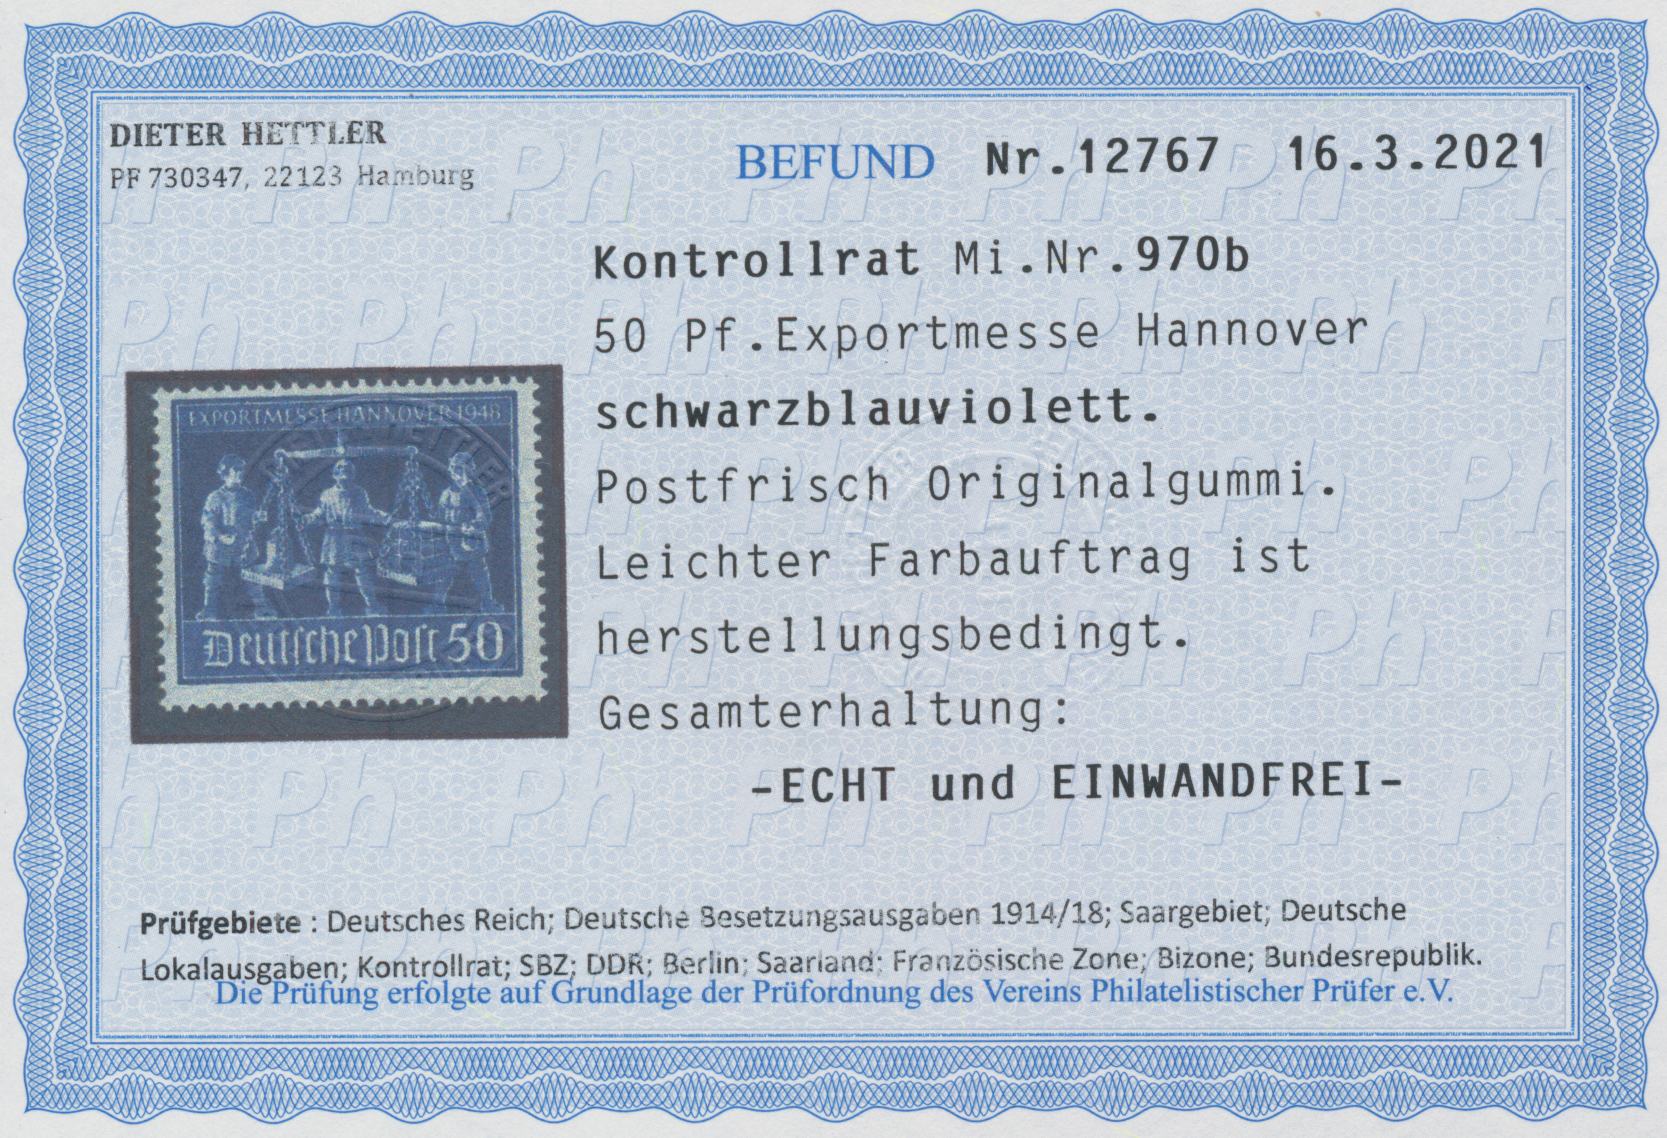 DIETER HETTLER
PF 730347, 22123 Hamburg
BEFUND Nr.12767 16.3.2021
Kontrollrat Mi.Nr.970b
50 Pf.Exportmesse Hannover
schwarzblauviolett.
Postfrisch Originalgummi.
Leichter Farbauftrag ist
herstellungsbedingt.
Gesamterhaltung:
-ECHT und EINWANDFREI-
EXPORTMESSE HANNOVER 1948
Deutsche Post 50
Prüfgebiete : Deutsches Reich; Deutsche Besetzungsausgaben 1914/18; Saargebiet; Deutsche
Lokalausgaben; Kontrollrat; SBZ; DDR; Berlin; Saarland; Französische Zone; Bizone; Bundesrepublik.
Die Prüfung erfolgte auf Grundlage der Prüfordnung des Vereins Philatelistischer Prüfer e.V.